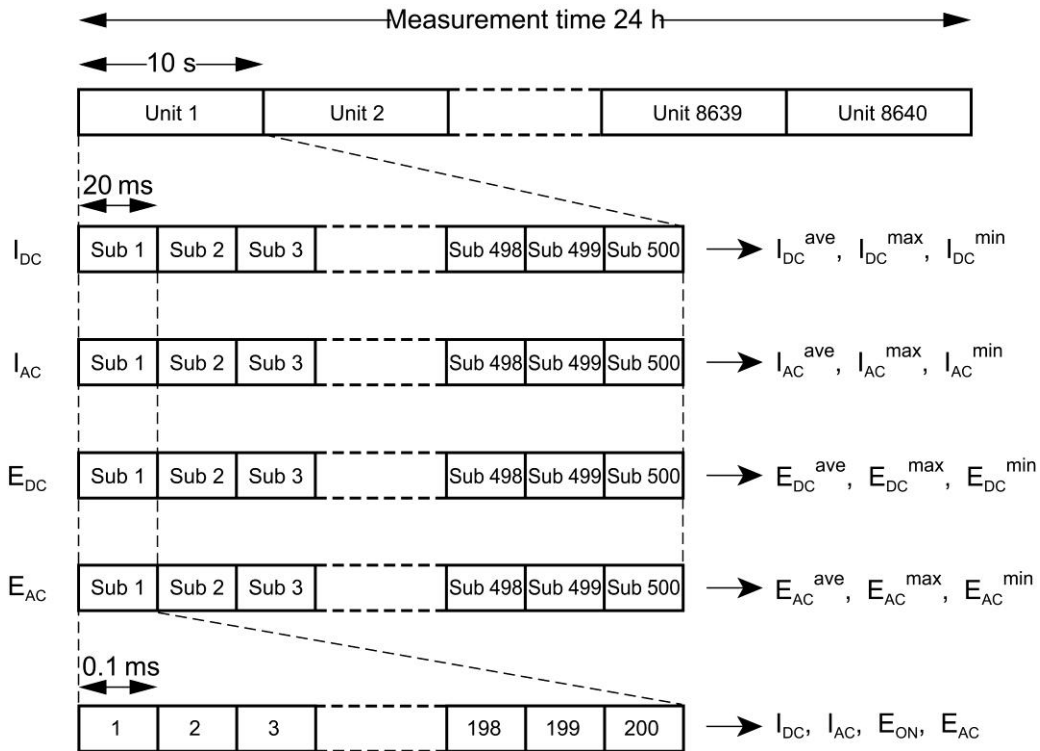 Measurement time 24 h
10 s
Unit 1 Unit 2 Unit 8639 Unit 8640
20 ms
I_DC Sub 1 Sub 2 Sub 3 Sub 498 Sub 499 Sub 500 I_DC^ave, I_DC^max, I_DC^min
I_AC Sub 1 Sub 2 Sub 3 Sub 498 Sub 499 Sub 500 I_AC^ave, I_AC^max, I_AC^min
E_DC Sub 1 Sub 2 Sub 3 Sub 498 Sub 499 Sub 500 E_DC^ave, E_DC^max, E_DC^min
E_AC Sub 1 Sub 2 Sub 3 Sub 498 Sub 499 Sub 500 E_AC^ave, E_AC^max, E_AC^min
0.1 ms
1 2 3 198 199 200 I_DC, I_AC, E_ON, E_AC